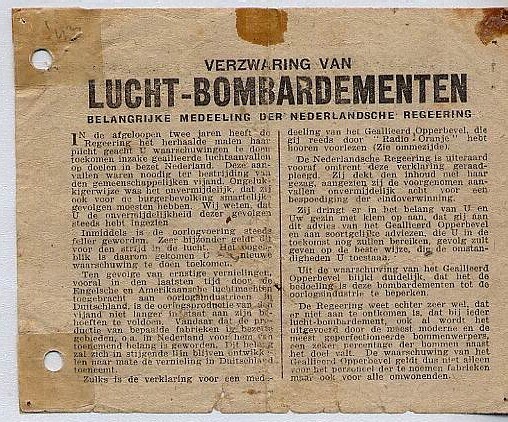 VERZWARING VAN
LUCHT-BOMBARDEMENTEN
BELANGRIJKE MEDEELING DER NEDERLANDSCHE REGEERING
IN de afgeloopen twee jaren heeft de
Regeering het herhaalde malen haar
plicht geacht U waarschuwingen te doen
toekomen inzake geallieerde luchtaanvallen
op doelen in bezet Nederland. Deze aan-
vallen waren noodig ter bestrijding van
den gemeenschappelijken vijand. Ongeluk-
kigerwijze was het onvermijdelijk, dat zij
ook voor de burgerbevolking smartelijke
gevolgen moesten hebben. Wij weten, dat
U de onvermijdelijkheid dezer gevolgen
steeds hebt ingezien
Inmiddels is de oorlogvoering steeds
feller geworden. Zeer bijzonder geldt dit
voor den strijd in de lucht. Het oogen-
blik is daarom gekomen U nieuwe
waarschuwing te doen toekomen.
Ten gevolge van ernstige vernielingen,
vooral in den laatsten tijd door en
Engelsche en Amerikaansche luchtmachten
toegebracht aan oorlogsindustrieën in
Duitschland, is de oorlogsproductie van den
vijand niet langer in staat aan zijn be-
hoeften te voldoen. Vandaar dat de pro-
ductie van bepaalde fabrieken in bezette
gebieden, o.a. in Nederland voor hem van
toenemend belang is geworden. Dit belang
zal zich in stijgende lijn blijven ontwikke-
len naar mate de vernieling in Duitschland
toeneemt.
Zulks is de verklaring voor een med-
deeling van het Geallieerd Opperbevel, die
gij reeds door "Radio Oranje" hebt
hooren voorlezen (Zie ommezijde).
De Nederlandsche Regeering is uiteraard
vooraf omtrent deze verklaring geraad-
pleegd. Zij dekt den inhoud met haar
gezag, aangezien zij de voorgenomen aan-
vallen onvermijdelijk acht voor een
bespoediging der eindoverwinning.
Zij dringt er in het belang van U en
Uw gezin met klem op aan, dat gij aan
dit advies van het Geallieerd Opperbevel
en aan soortgelijke adviezen, die U in de
toekomst nog zullen bereiken, gevolg zult
geven op de beste wijze, die de omstan-
digheden U toestaan.
Uit de waarschuwing van het Geallieerd
Opperbevel blijkt duidelijk dat het de
bedoeling is deze bombardementen tot de
oorlogsindustrie te beperken.
De Regeering weet echter zeer wel, dat
er niet aan te ontkomen is, dat bij ieder
lucht-bombardement, ook al wordt het
uitgevoerd door de meest moderne en de
meest geperfectioneerde bommenwerpers,
een zeker percentage der bommen naast
het doel valt. De waarschuwing van het
Geallieerd Opperbevel geldt dus niet alleen
voor het personeel der te noemen fabrieken
maar ook voor alle omwonenden.